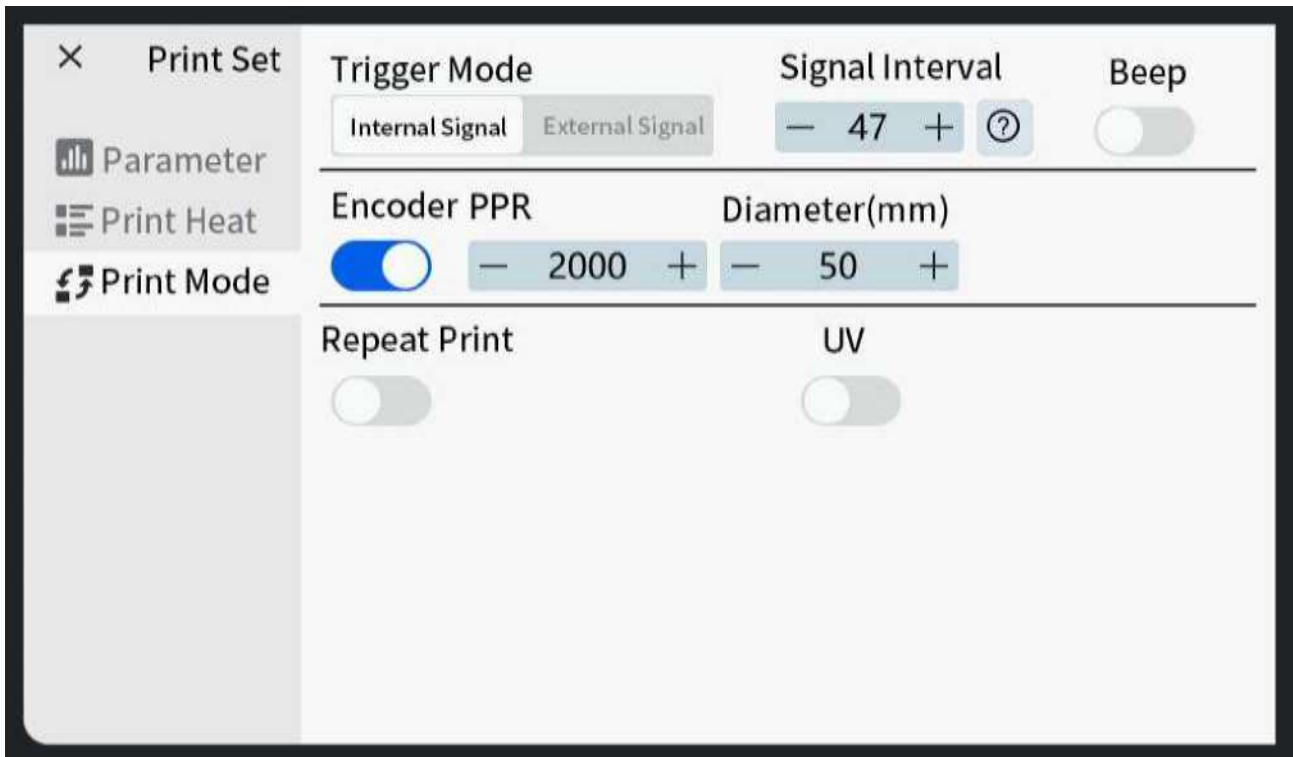 × Print Set
Parameter
Print Heat
Print Mode
Trigger Mode
Internal Signal External Signal
Signal Interval
− 47 + ?
Beep
Encoder PPR
− 2000 +
Diameter(mm)
− 50 +
Repeat Print
UV